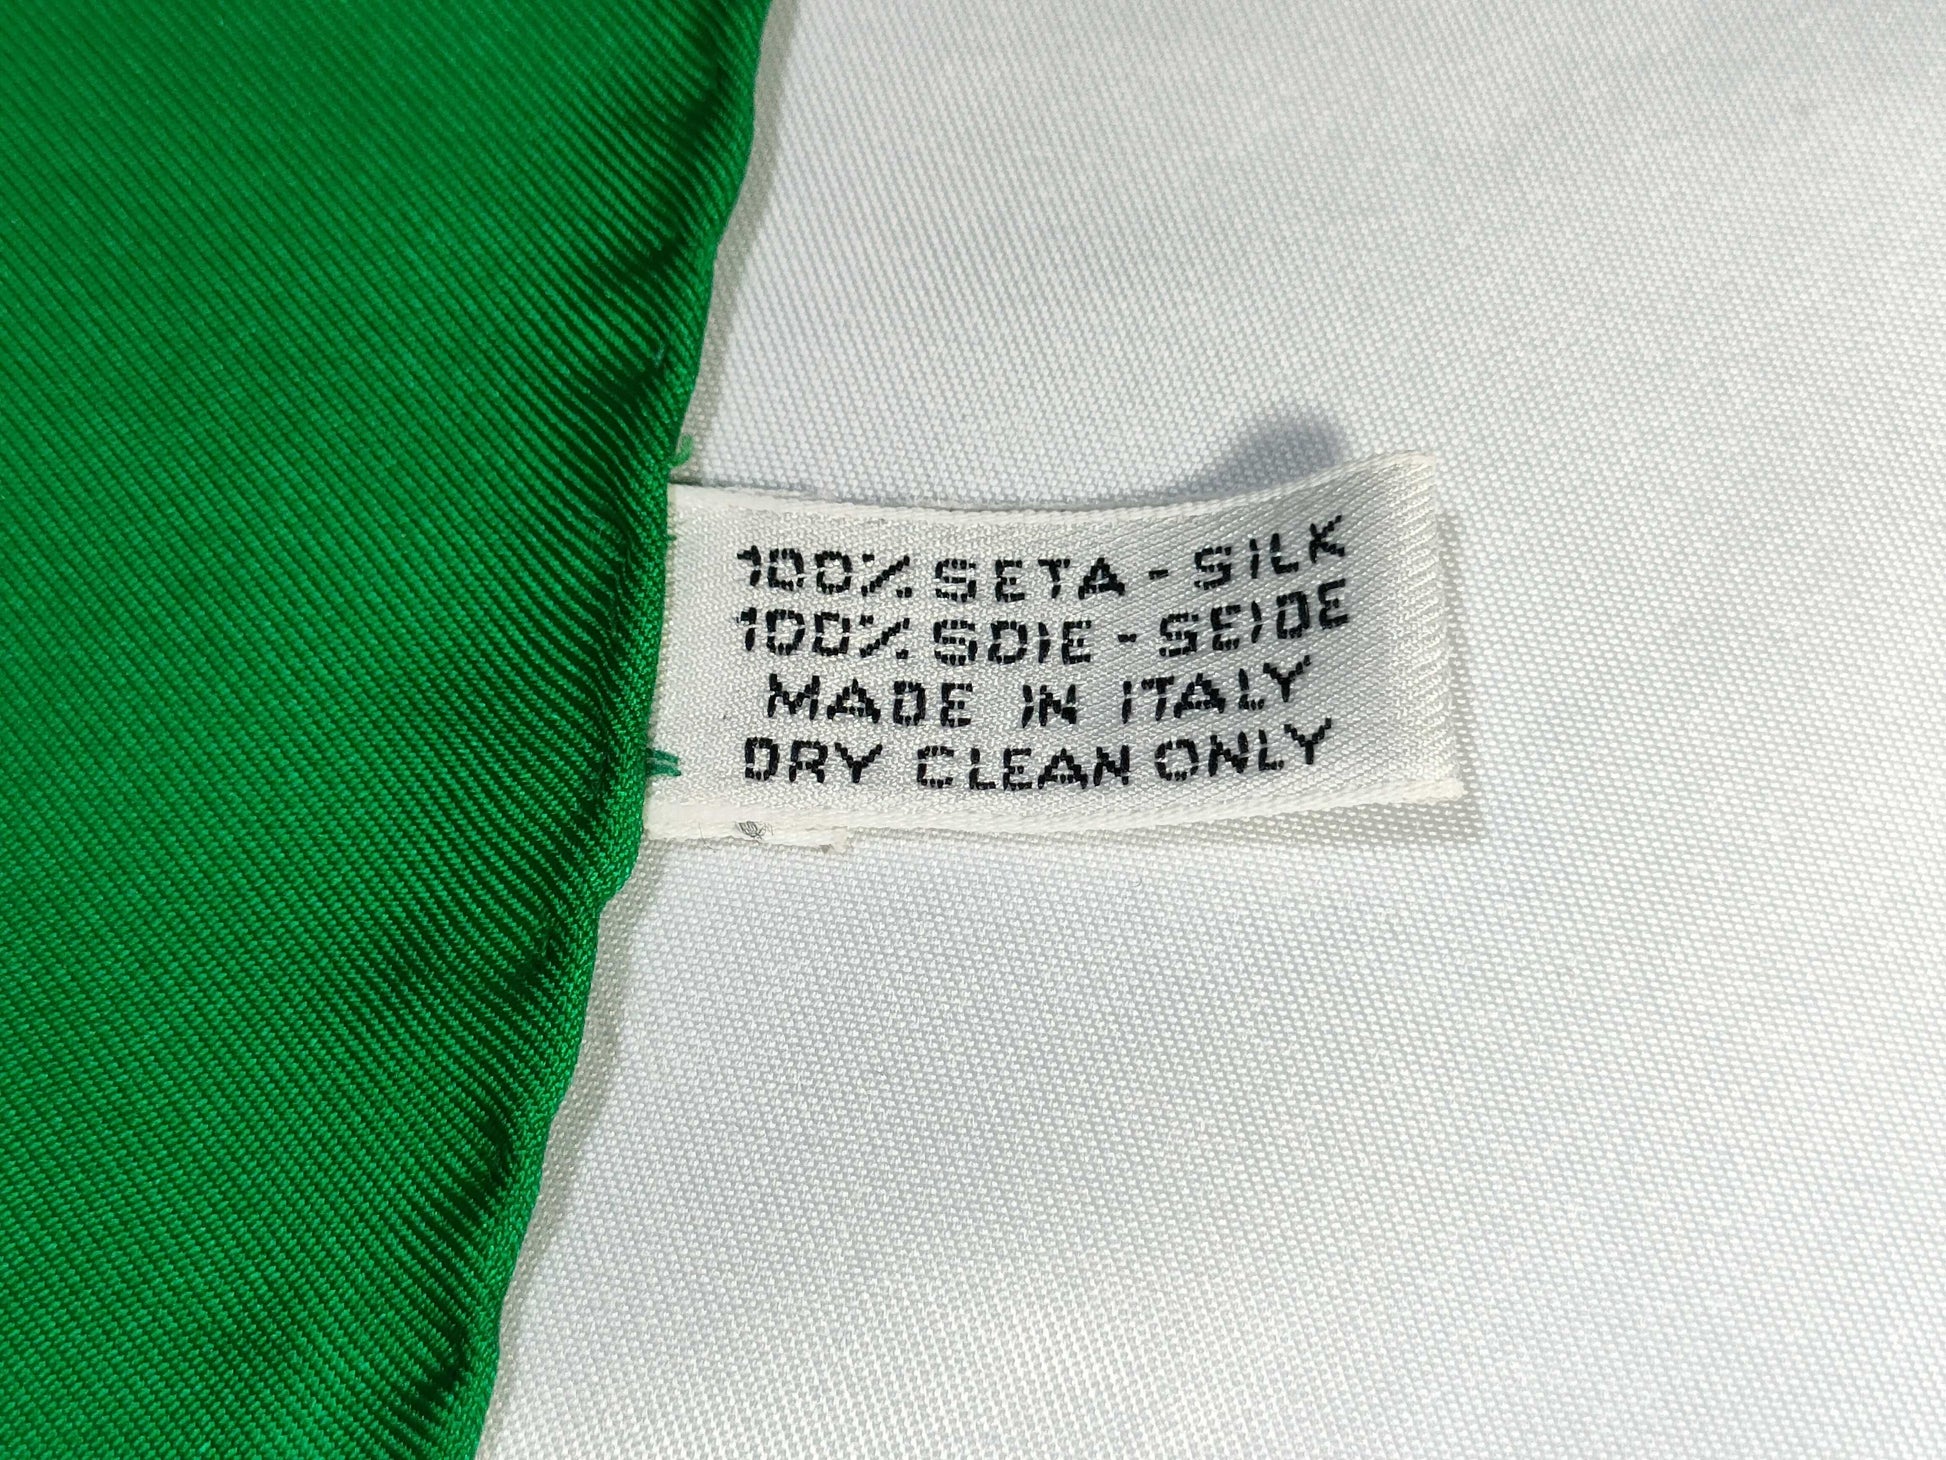 100% SETA - SILK
100% SOIE - SEIDE
MADE IN ITALY
DRY CLEAN ONLY